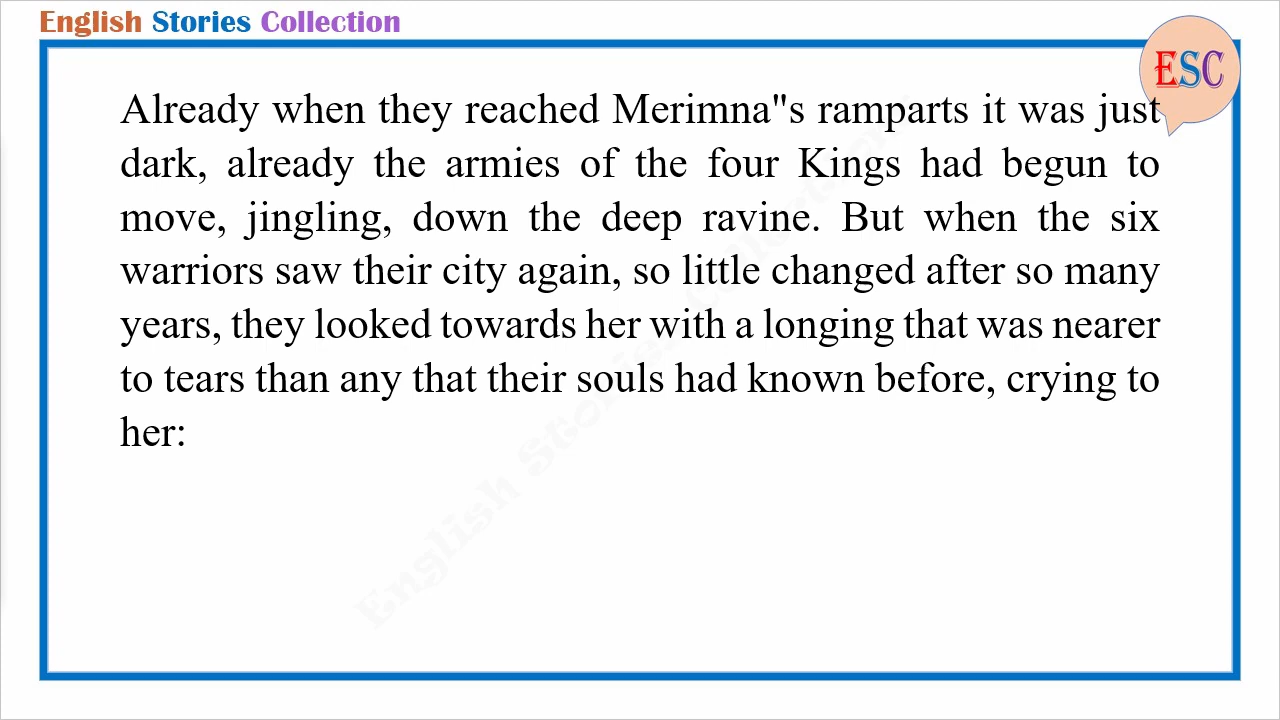 English Stories Collection
ESC
Already when they reached Merimna"s ramparts it was just
dark, already the armies of the four Kings had begun to
move, jingling, down the deep ravine. But when the six
warriors saw their city again, so little changed after so many
years, they looked towards her with a longing that was nearer
to tears than any that their souls had known before, crying to
her:
English Stories Collection